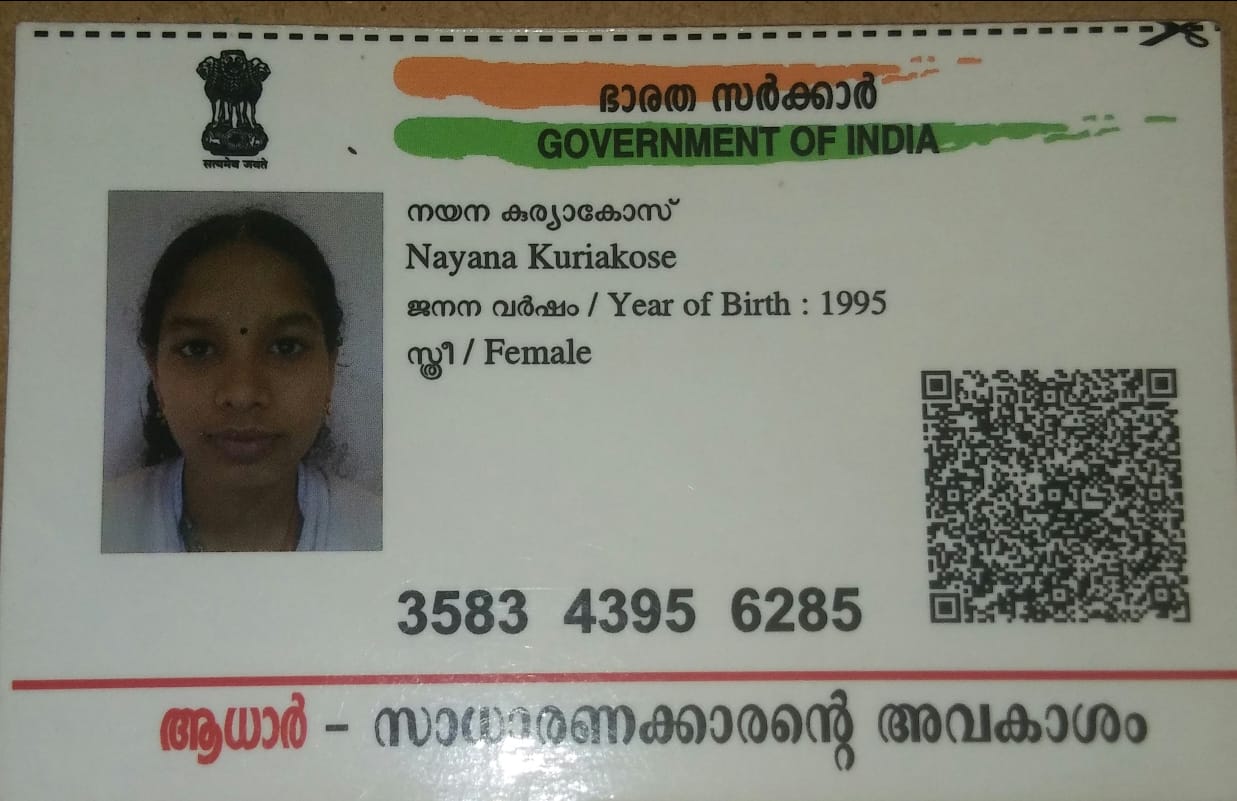 सत्यमेव जयते
ഭാരത സർക്കാർ
GOVERNMENT OF INDIA
നയന കുര്യാകോസ്
Nayana Kuriakose
ജനന വർഷം / Year of Birth : 1995
സ്ത്രീ / Female
3583 4395 6285
ആധാർ – സാധാരണക്കാരന്റെ അവകാശം